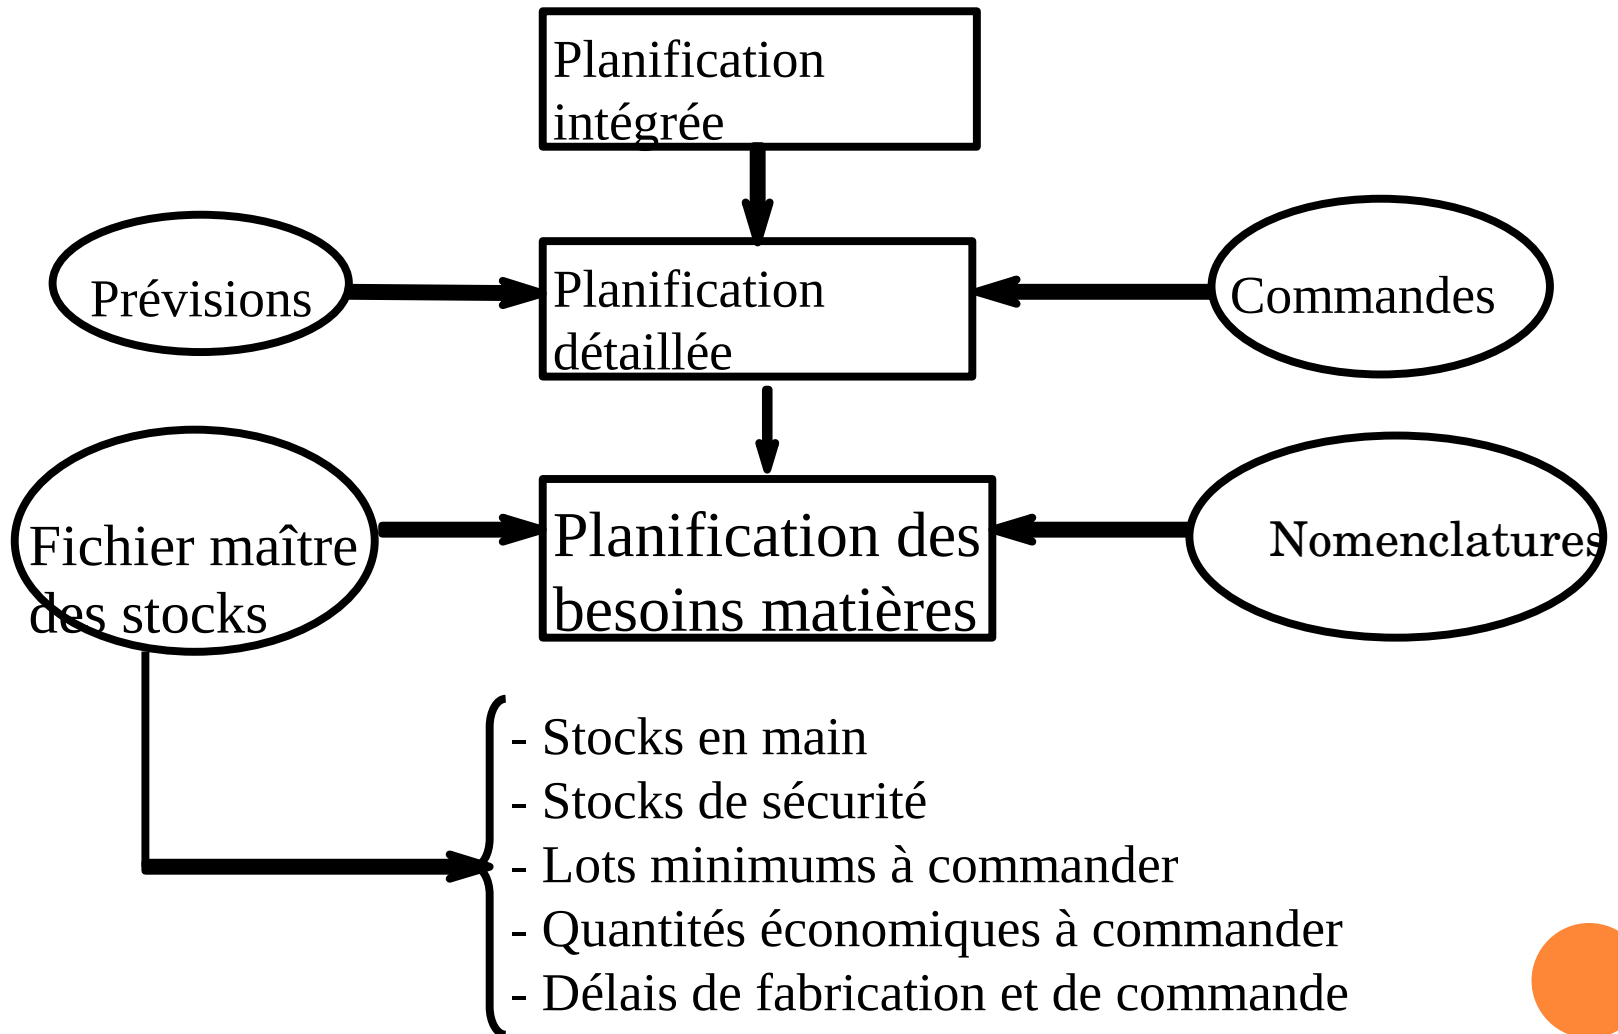 Planification
intégrée
Prévisions
Planification
détaillée
Commandes
Fichier maître
des stocks
Planification des
besoins matières
Nomenclatures
- Stocks en main
- Stocks de sécurité
- Lots minimums à commander
- Quantités économiques à commander
- Délais de fabrication et de commande